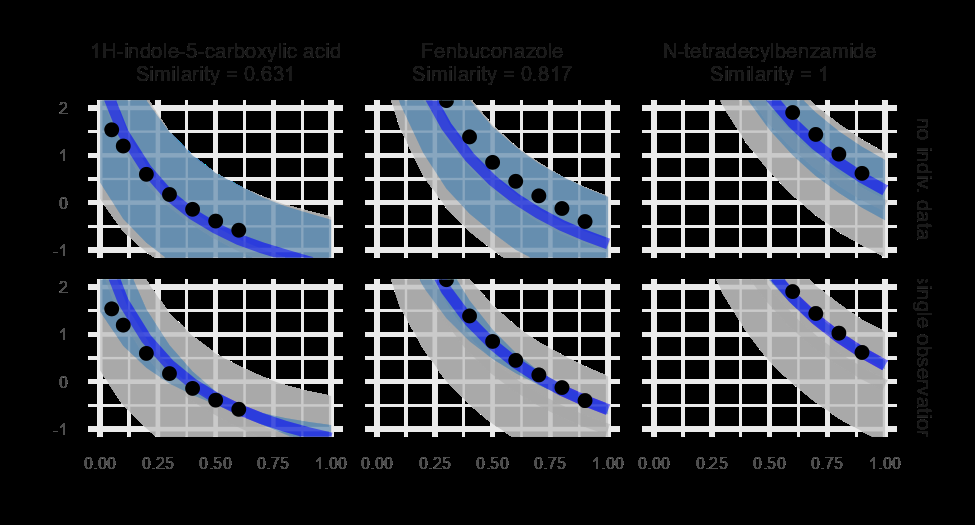 1H-indole-5-carboxylic acid
Similarity = 0.631
Fenbuconazole
Similarity = 0.817
N-tetradecylbenzamide
Similarity = 1
2
1
0
-1
no indiv. data
2
1
0
-1
single observation
0.00 0.25 0.50 0.75 1.00
0.00 0.25 0.50 0.75 1.00
0.00 0.25 0.50 0.75 1.00